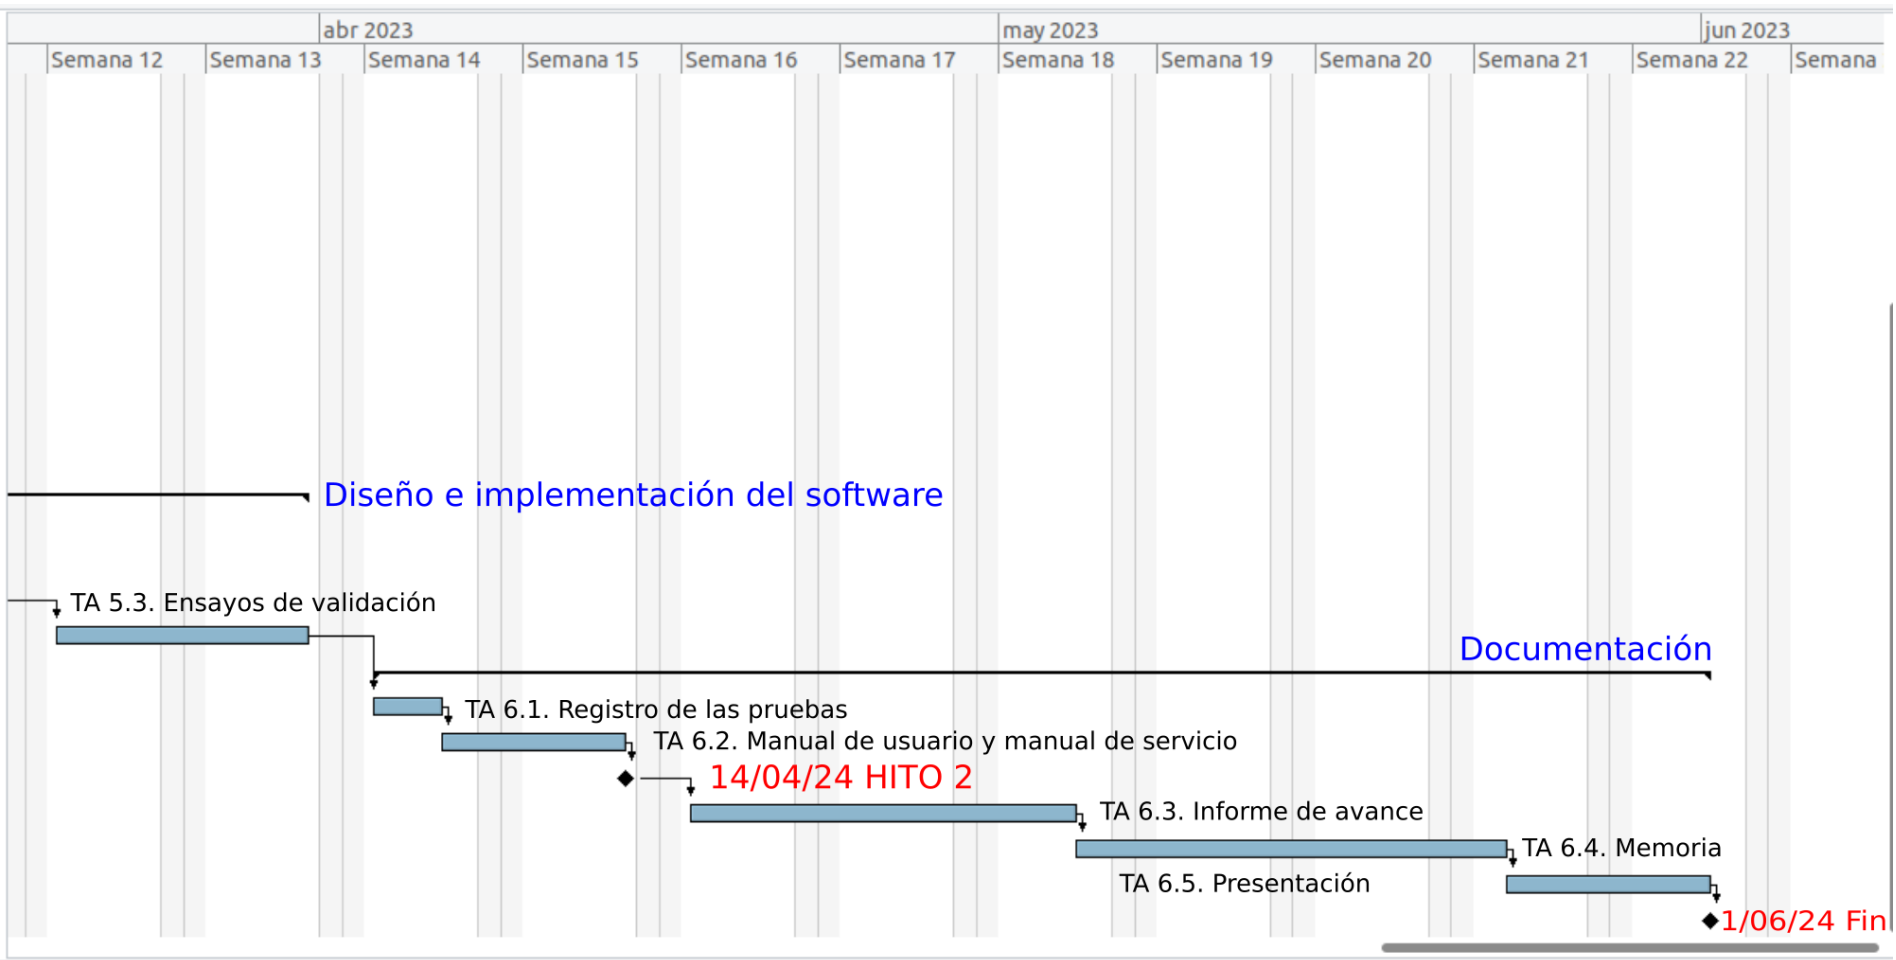 abr 2023 may 2023 jun 2023
Semana 12 Semana 13 Semana 14 Semana 15 Semana 16 Semana 17 Semana 18 Semana 19 Semana 20 Semana 21 Semana 22 Semana
Diseño e implementación del software
TA 5.3. Ensayos de validación
Documentación
TA 6.1. Registro de las pruebas
TA 6.2. Manual de usuario y manual de servicio
14/04/24 HITO 2
TA 6.3. Informe de avance
TA 6.4. Memoria
TA 6.5. Presentación
1/06/24 Fin